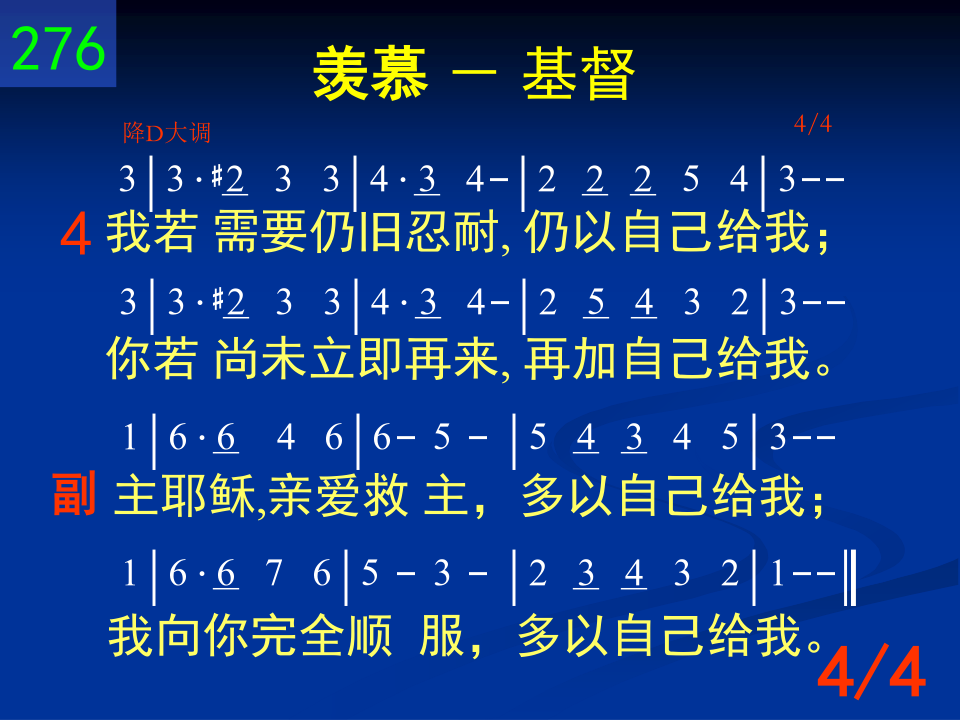 276
羡慕 － 基督
降D大调 4/4
3|3·#2 3 3|4·3 4-|2 2 2 5 4|3--
4 我若 需要仍旧忍耐, 仍以自己给我;
3|3·#2 3 3|4·3 4-|2 5 4 3 2|3--
你若 尚未立即再来, 再加自己给我。
1|6·6 4 6|6- 5 -|5 4 3 4 5|3--
副 主耶稣,亲爱救 主, 多以自己给我;
1|6·6 7 6|5 - 3 -|2 3 4 3 2|1--‖
我向你完全顺 服, 多以自己给我。
4/4